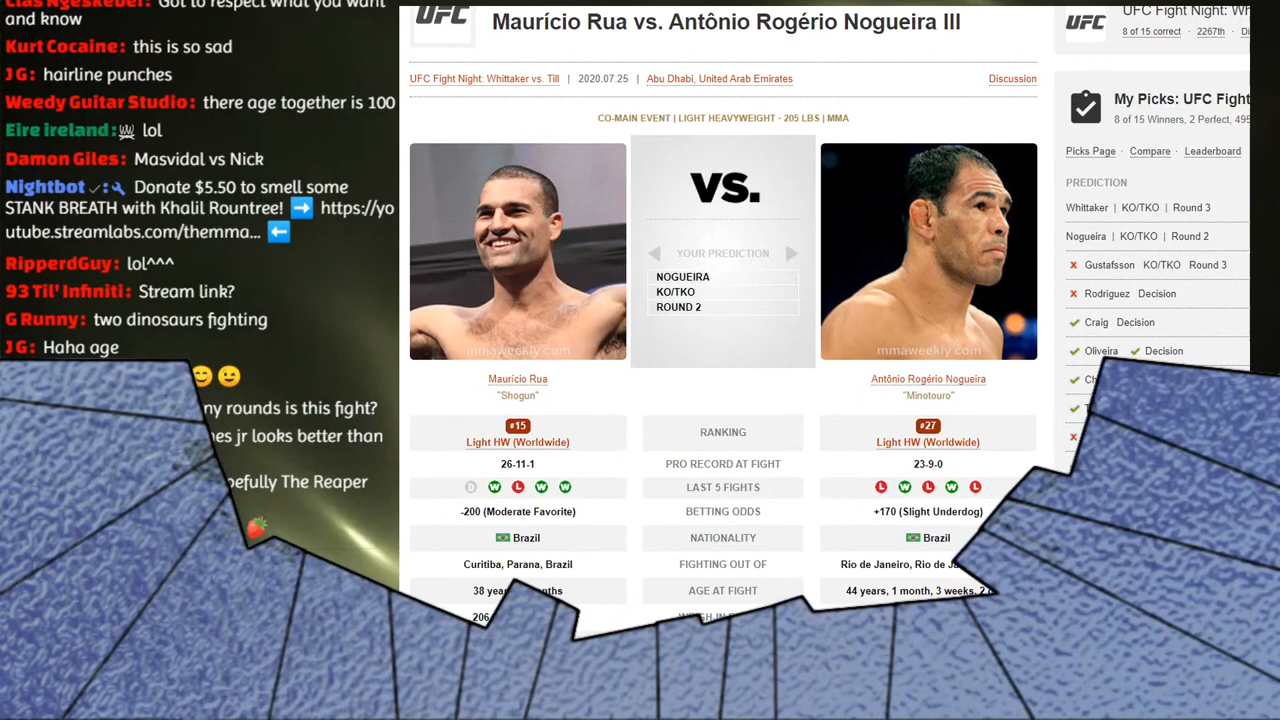 Got to respect what you want
and know
Kurt Cocaine: this is so sad
JG: hairline punches
Weedy Guitar Studio: there age together is 100
Eire ireland: lol
Damon Giles: Masvidal vs Nick
Nightbot ✓: Donate $5.50 to smell some
STANK BREATH with Khalil Rountree! ➡️ https://yo
utube.streamlabs.com/themma... ⬅️
RipperdGuy: lol^^^
93 Til' Infiniti: Stream link?
G Runny: two dinosaurs fighting
JG: Haha age
ny rounds is this fight?
es jr looks better than
pefully The Reaper
UFC
Maurício Rua vs. Antônio Rogério Nogueira III
UFC Fight Night: Whittaker vs. Till | 2020.07.25 | Abu Dhabi, United Arab Emirates
Discussion
CO-MAIN EVENT | LIGHT HEAVYWEIGHT · 205 LBS | MMA
VS.
YOUR PREDICTION
NOGUEIRA
KO/TKO
ROUND 2
mmaweekly.com
mmaweekly.com
Maurício Rua
"Shogun"
Antônio Rogério Nogueira
"Minotouro"
#15
Light HW (Worldwide)
RANKING
#27
Light HW (Worldwide)
26-11-1 PRO RECORD AT FIGHT 23-9-0
D W L W W LAST 5 FIGHTS L W L W L
-200 (Moderate Favorite) BETTING ODDS +170 (Slight Underdog)
Brazil NATIONALITY Brazil
Curitiba, Parana, Brazil FIGHTING OUT OF Rio de Janeiro, Rio de J
38 yea AGE AT FIGHT 44 years, 1 month, 3 weeks, 2
206
UFC
UFC Fight Night: Wh
8 of 15 correct · 2267th · Di
My Picks: UFC Fight
8 of 15 Winners, 2 Perfect, 495
Picks Page · Compare · Leaderboard
PREDICTION
Whittaker | KO/TKO | Round 3
Nogueira | KO/TKO | Round 2
Gustafsson KO/TKO Round 3
Rodriguez Decision
Craig Decision
Oliveira Decision
Ch